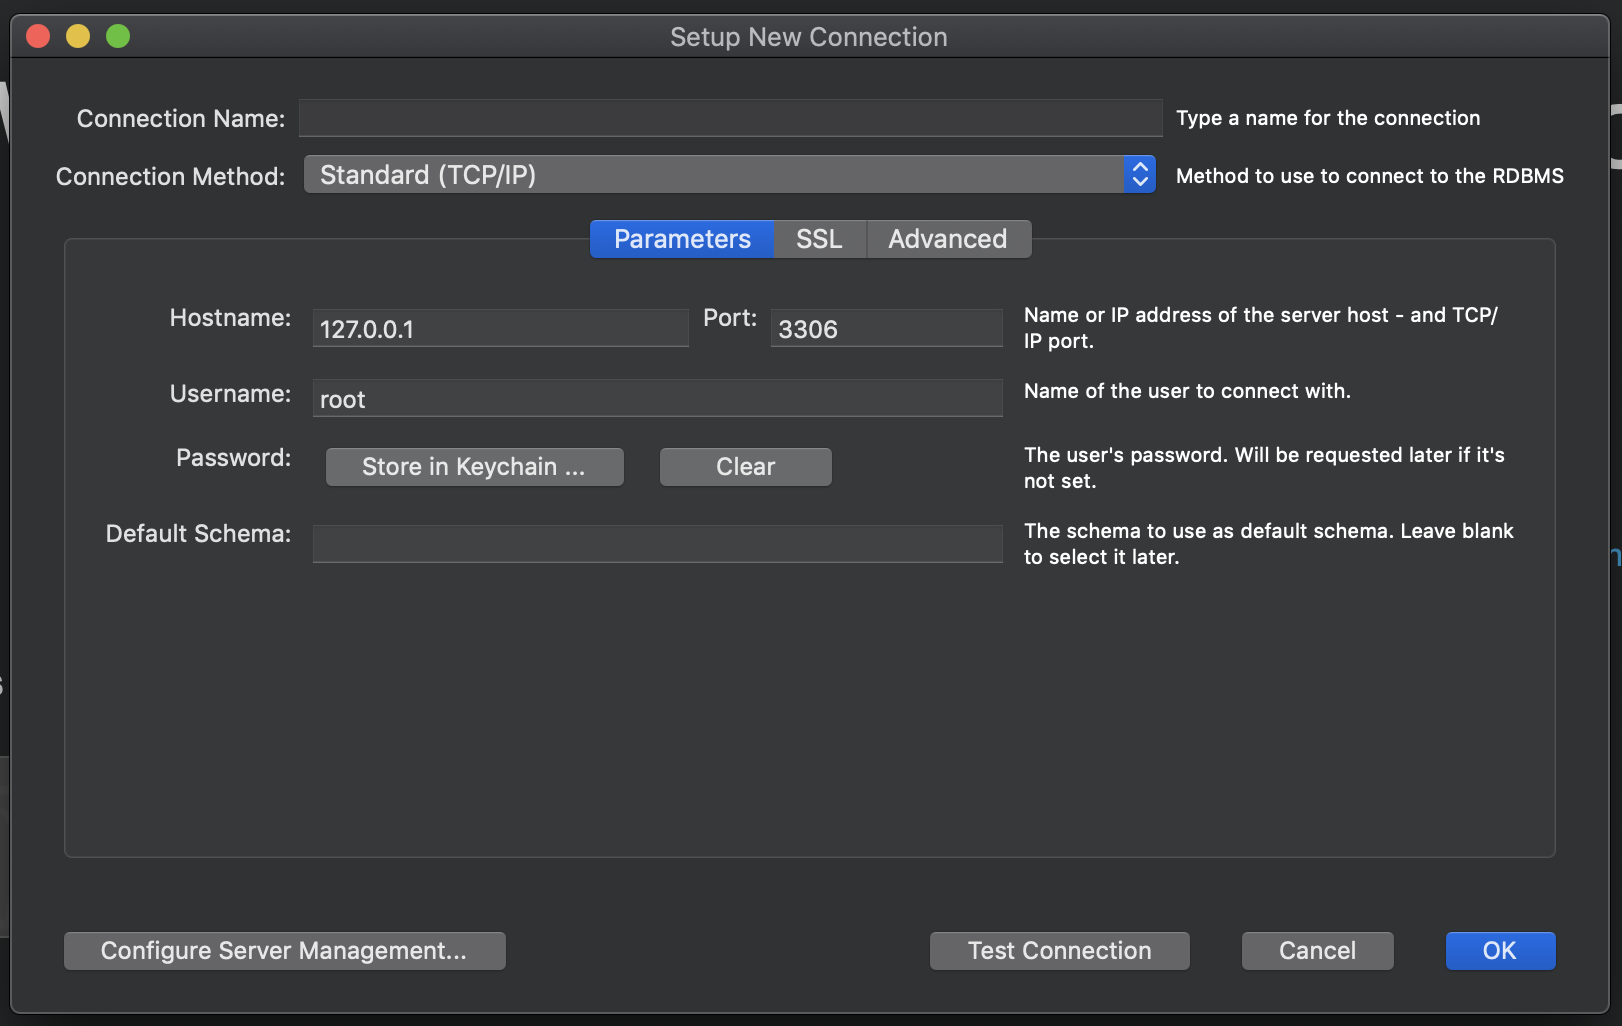 Setup New Connection
Connection Name:
Type a name for the connection
Connection Method:
Standard (TCP/IP)
Method to use to connect to the RDBMS
Parameters
SSL
Advanced
Hostname:
127.0.0.1
Port:
3306
Name or IP address of the server host - and TCP/
IP port.
Username:
root
Name of the user to connect with.
Password:
Store in Keychain ...
Clear
The user's password. Will be requested later if it's
not set.
Default Schema:
The schema to use as default schema. Leave blank
to select it later.
Configure Server Management...
Test Connection
Cancel
OK